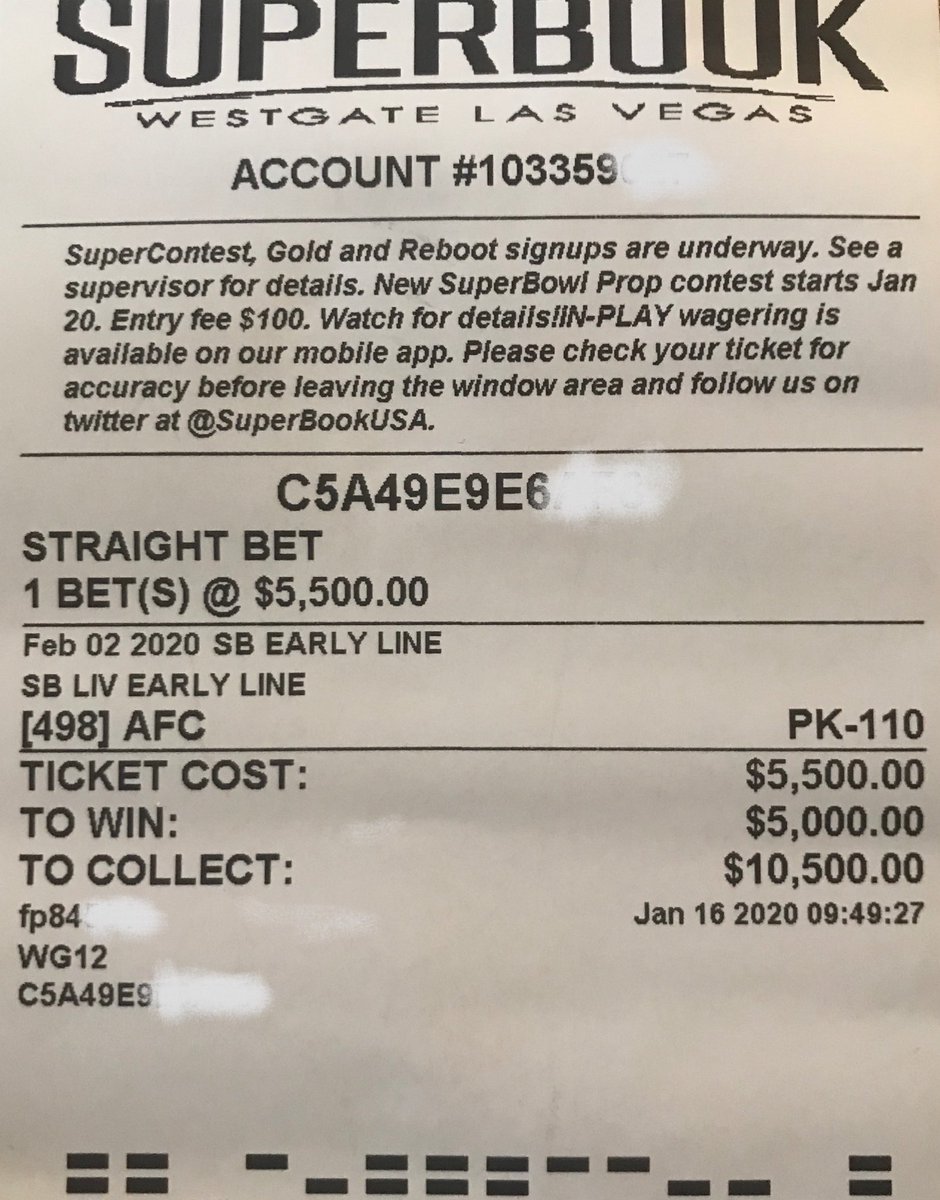 SUPERBOOK
WESTGATE LAS VEGAS
ACCOUNT #103359
SuperContest, Gold and Reboot signups are underway. See a
supervisor for details. New SuperBowl Prop contest starts Jan
20. Entry fee $100. Watch for details!IN-PLAY wagering is
available on our mobile app. Please check your ticket for
accuracy before leaving the window area and follow us on
twitter at @SuperBookUSA.
C5A49E9E6
STRAIGHT BET
1 BET(S) @ $5,500.00
Feb 02 2020 SB EARLY LINE
SB LIV EARLY LINE
[498] AFC PK-110
TICKET COST: $5,500.00
TO WIN: $5,000.00
TO COLLECT: $10,500.00
fp84 Jan 16 2020 09:49:27
WG12
C5A49E9